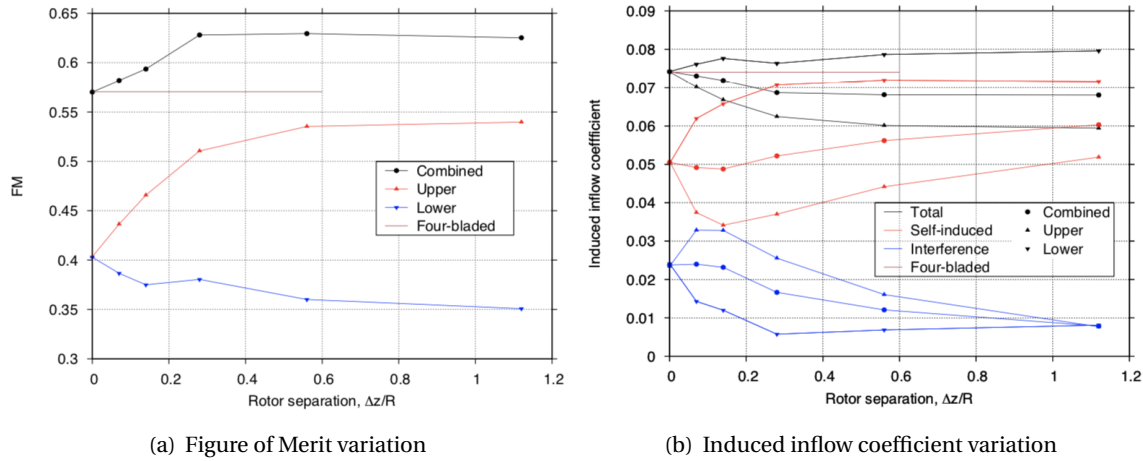 0.65
0.6
0.55
0.5
0.45
0.4
0.35
0.3
FM
0 0.2 0.4 0.6 0.8 1 1.2
Rotor separation, Δz/R
Combined
Upper
Lower
Four-bladed
(a) Figure of Merit variation
0.09
0.08
0.07
0.06
0.05
0.04
0.03
0.02
0.01
0
Induced inflow coeffficient
0 0.2 0.4 0.6 0.8 1 1.2
Rotor separation, Δz/R
Total
Self-induced
Interference
Four-bladed
Combined
Upper
Lower
(b) Induced inflow coefficient variation